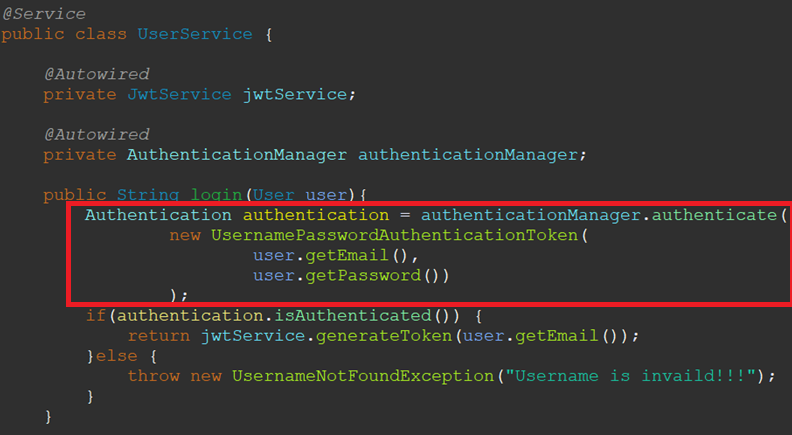 @Service
public class UserService {
@Autowired
private JwtService jwtService;
@Autowired
private AuthenticationManager authenticationManager;
public String login(User user){
Authentication authentication = authenticationManager.authenticate(
new UsernamePasswordAuthenticationToken(
user.getEmail(),
user.getPassword())
);
if(authentication.isAuthenticated()) {
return jwtService.generateToken(user.getEmail());
}else {
throw new UsernameNotFoundException("Username is invaild!!!");
}
}